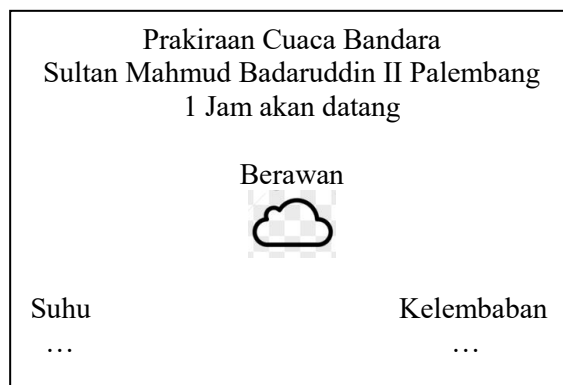 Prakiraan Cuaca Bandara
Sultan Mahmud Badaruddin II Palembang
1 Jam akan datang
Berawan
Suhu Kelembaban
… …